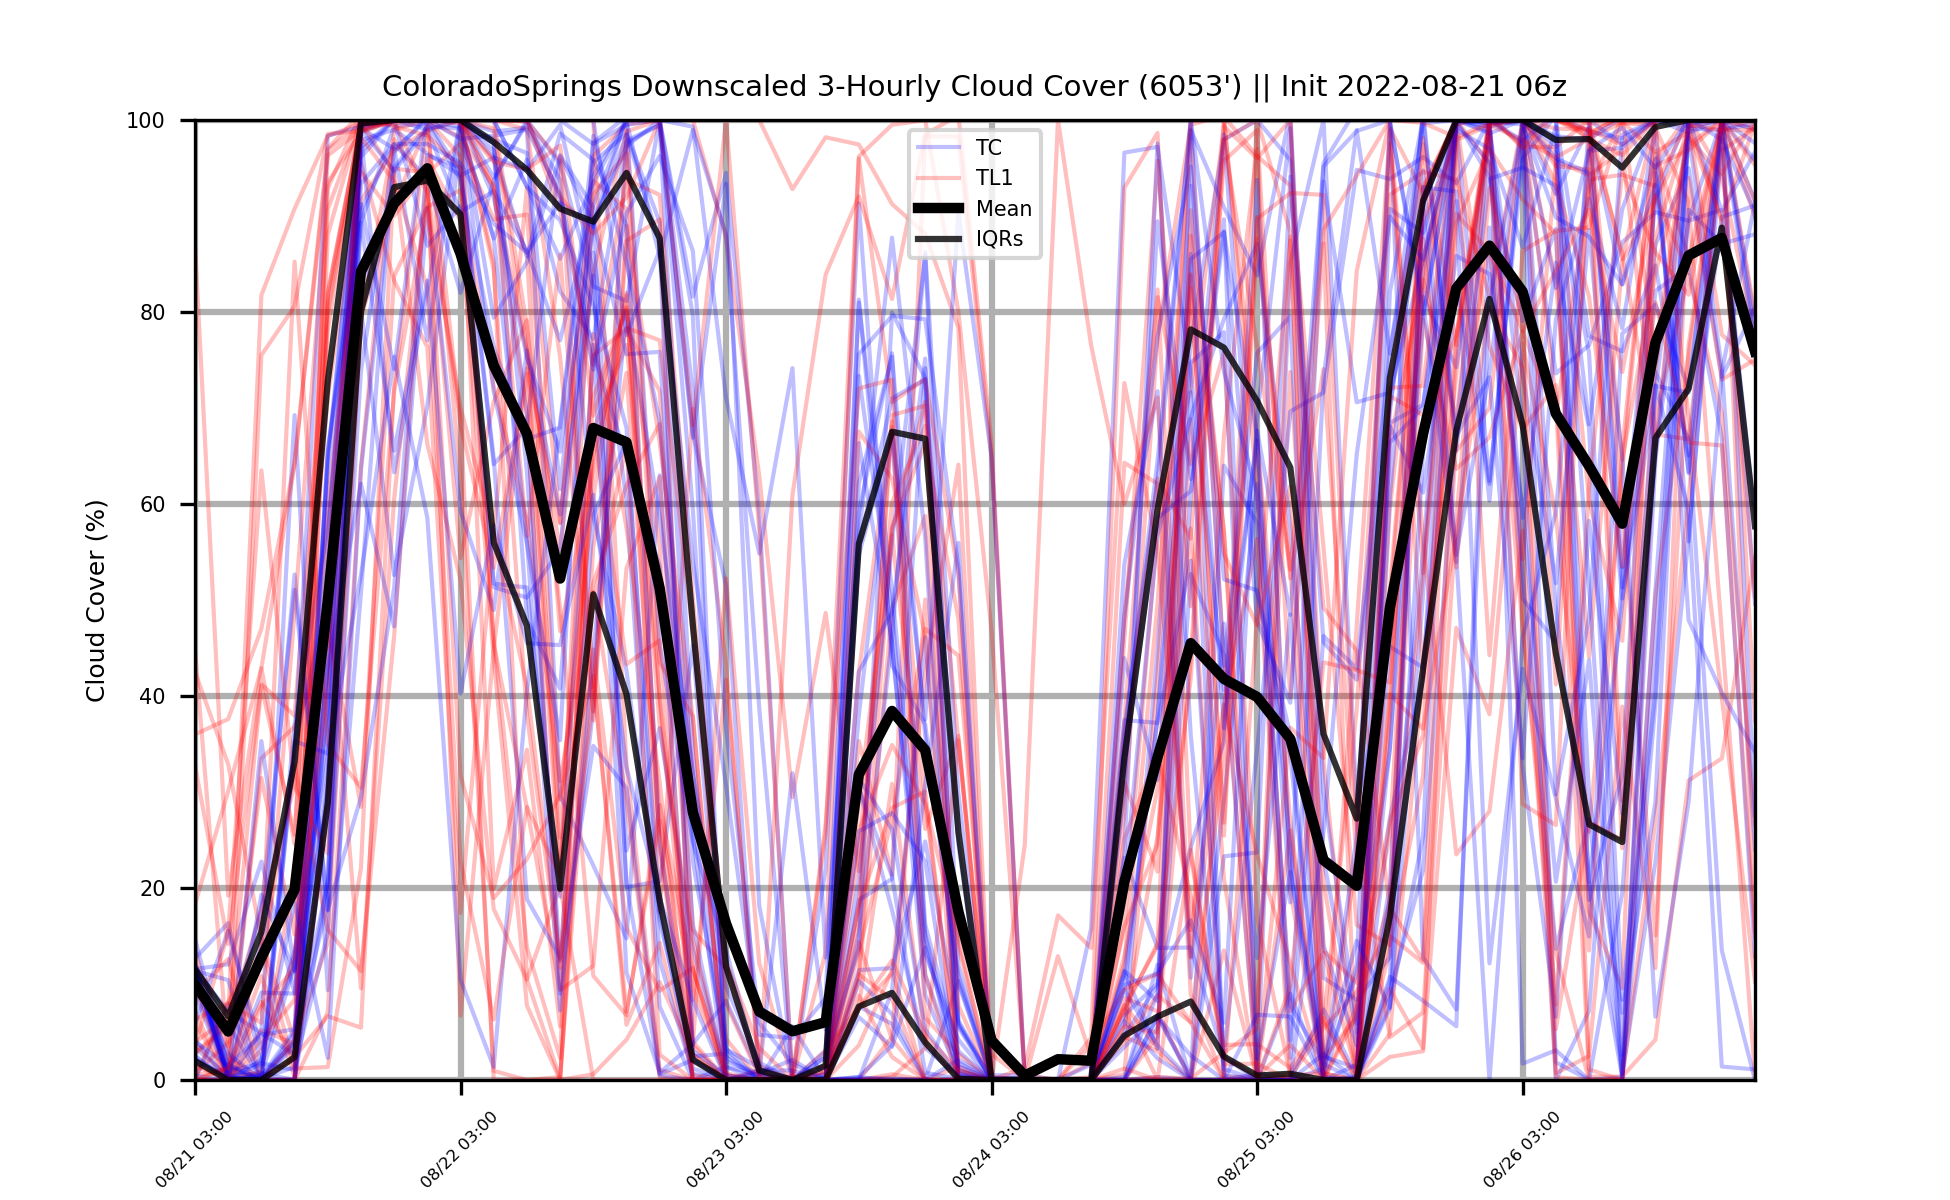 ColoradoSprings Downscaled 3-Hourly Cloud Cover (6053') || Init 2022-08-21 06z
TC
TL1
Mean
IQRs
Cloud Cover (%)
100
80
60
40
20
0
08/21 03:00
08/22 03:00
08/23 03:00
08/24 03:00
08/25 03:00
08/26 03:00